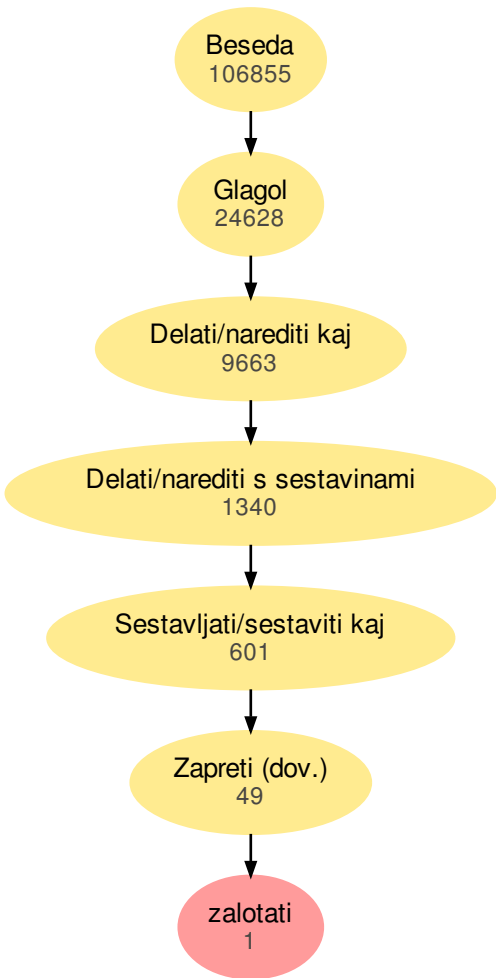 Beseda
106855
Glagol
24628
Delati/narediti kaj
9663
Delati/narediti s sestavinami
1340
Sestavljati/sestaviti kaj
601
Zapreti (dov.)
49
zalotati
1